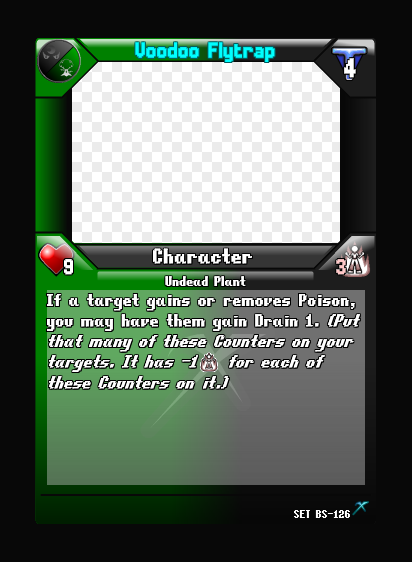 Voodoo Flytrap
4
Character
9
3
Undead Plant
If a target gains or removes Poison,
you may have them gain Drain 1. (Put
that many of these Counters on your
targets. It has -1 for each of
these Counters on it.)
SET BS-126